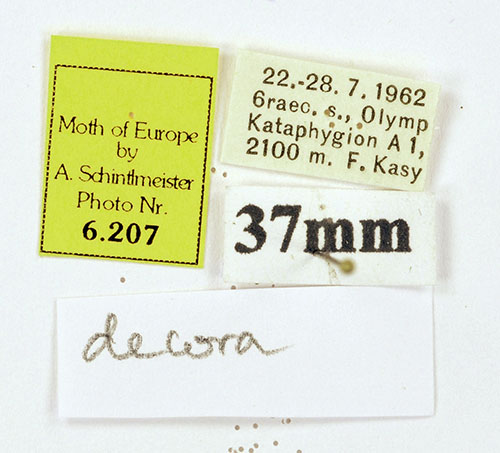 Moth of Europe
by
A. Schintlmeister
Photo Nr.
6.207
22.-28. 7. 1962
Graec. s., Olymp
Kataphygion A 1,
2100 m. F. Kasy
37mm
decora